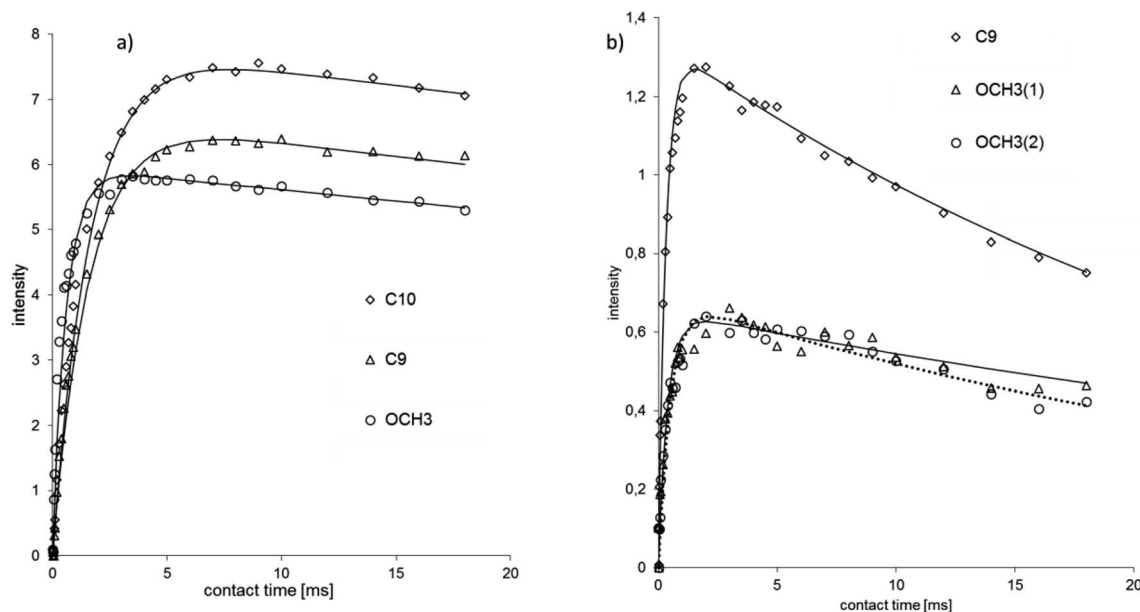 a)
8
7
6
5
4
3
2
1
0
intensity
C10
C9
OCH3
0 5 10 15 20
contact time [ms]
b)
1,4
1,2
1
0,8
0,6
0,4
0,2
0
intensity
C9
OCH3(1)
OCH3(2)
0 5 10 15 20
contact time [ms]